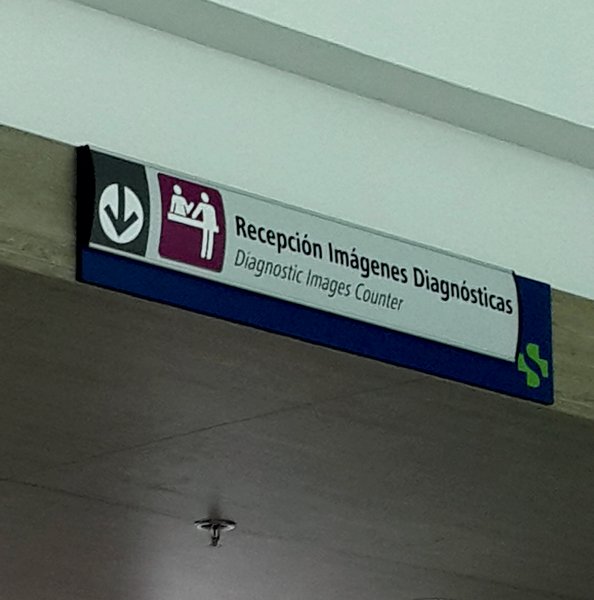 Recepción Imágenes Diagnósticas
Diagnostic Images Counter